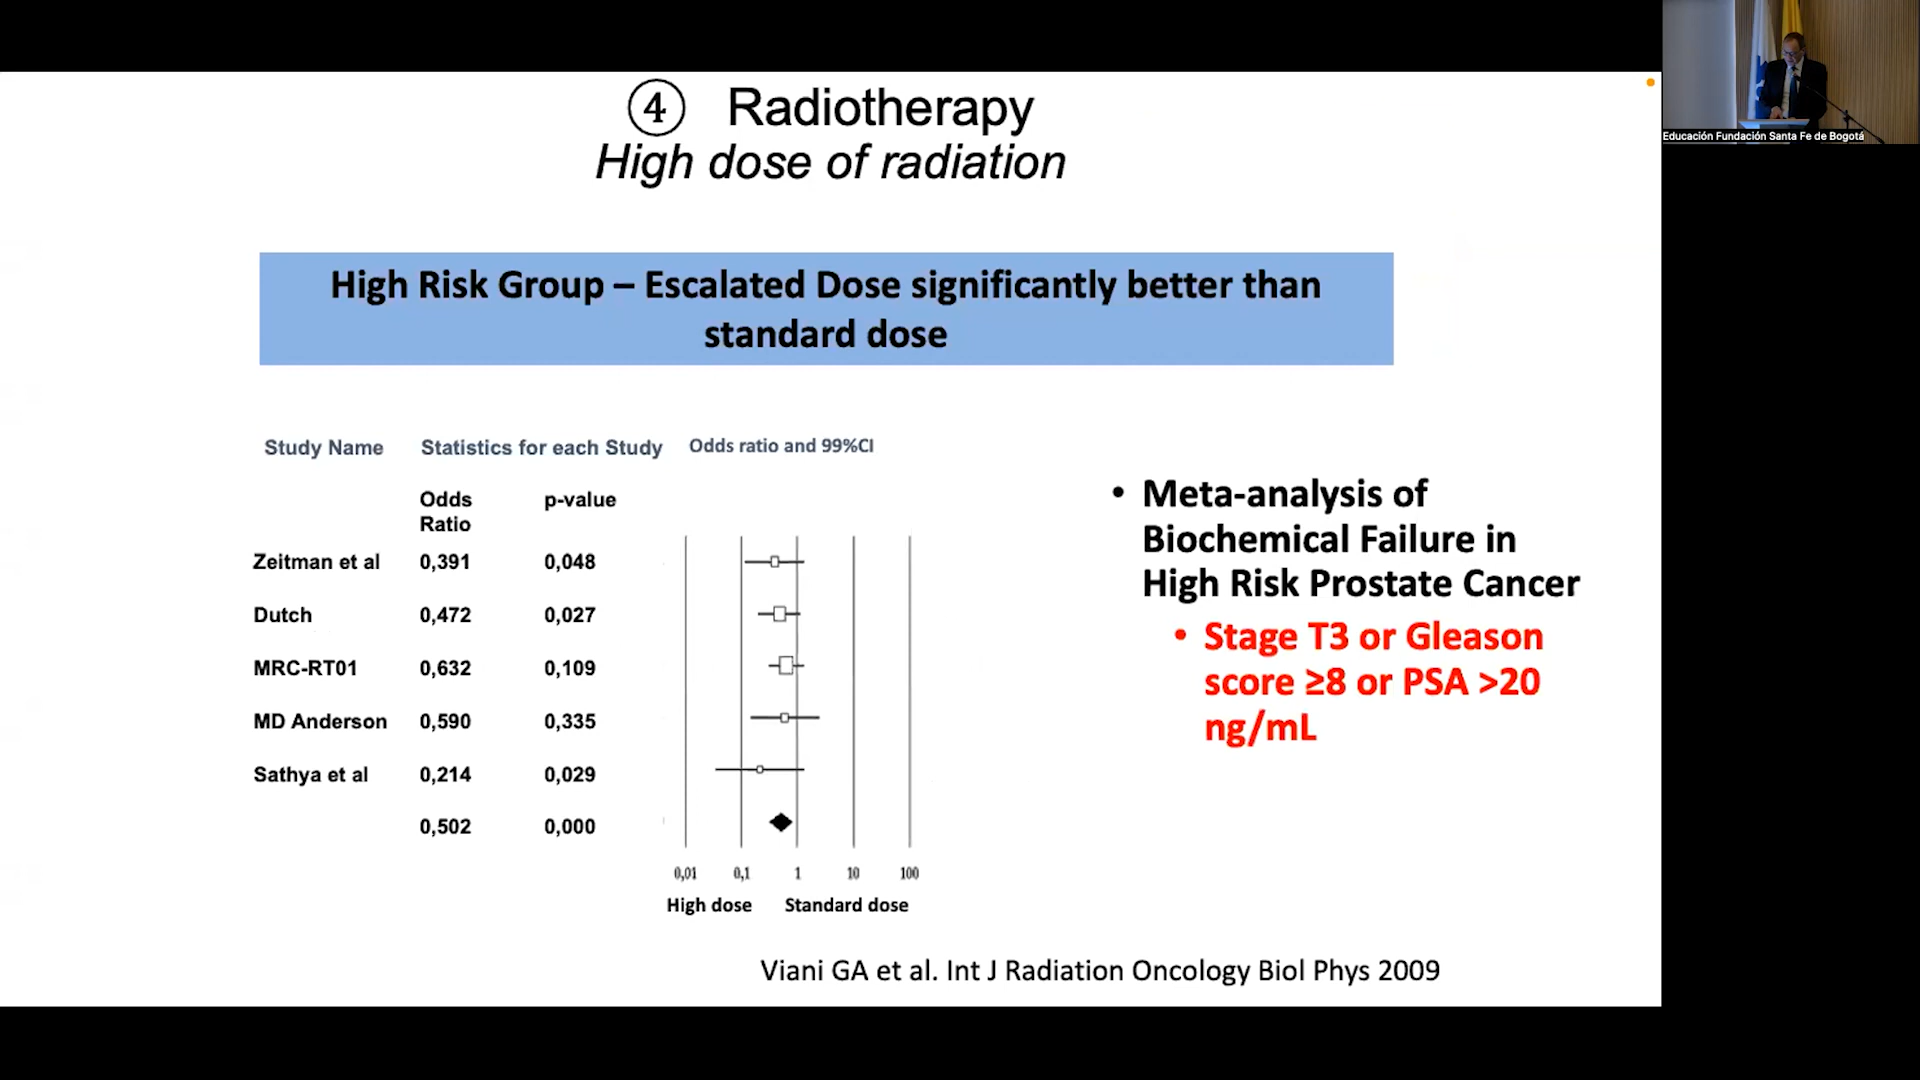 ④ Radiotherapy
High dose of radiation
Educación Fundación Santa Fe de Bogotá
High Risk Group – Escalated Dose significantly better than
standard dose
Study Name Statistics for each Study Odds ratio and 99%CI
Odds
Ratio
p-value
Zeitman et al 0,391 0,048
Dutch 0,472 0,027
MRC-RT01 0,632 0,109
MD Anderson 0,590 0,335
Sathya et al 0,214 0,029
0,502 0,000
0,01 0,1 1 10 100
High dose Standard dose
• Meta-analysis of
Biochemical Failure in
High Risk Prostate Cancer
• Stage T3 or Gleason
score ≥8 or PSA >20
ng/mL
Viani GA et al. Int J Radiation Oncology Biol Phys 2009